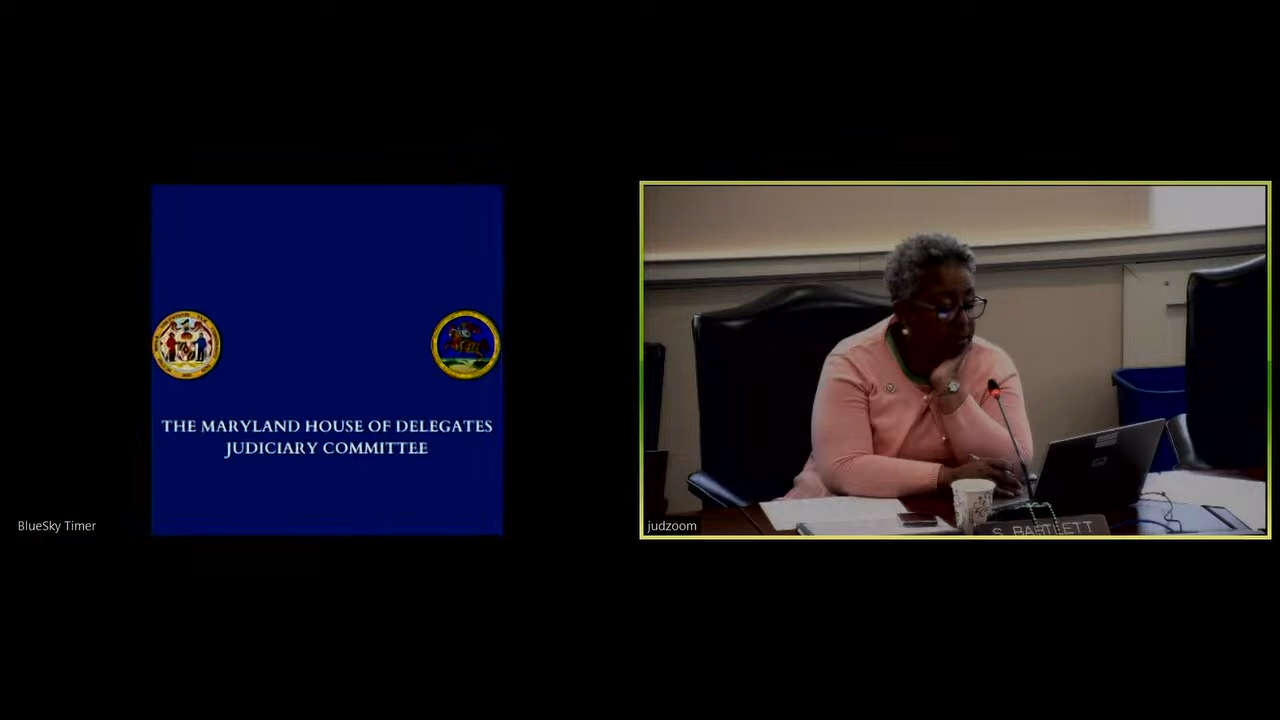 THE MARYLAND HOUSE OF DELEGATES
JUDICIARY COMMITTEE
BlueSky Timer
judzoom
S. BARTLETT